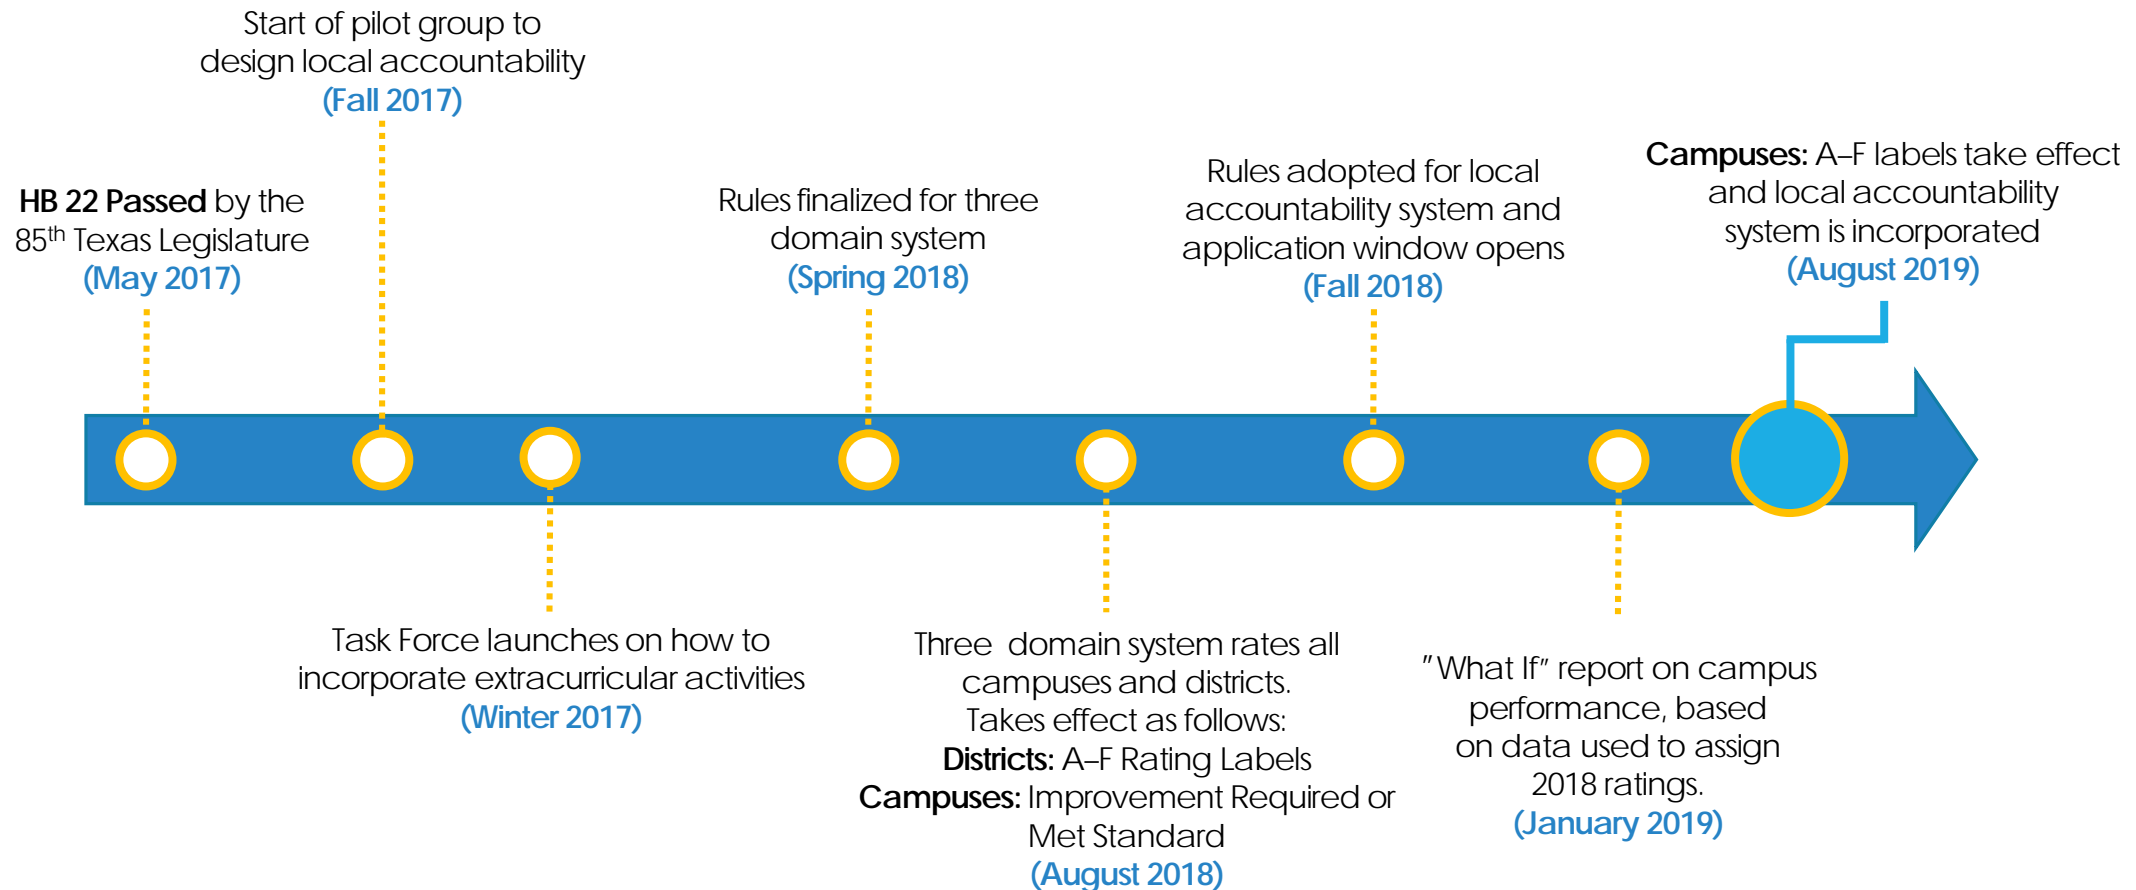 Start of pilot group to
design local accountability
(Fall 2017)
HB 22 Passed by the
85th Texas Legislature
(May 2017)
Rules finalized for three
domain system
(Spring 2018)
Rules adopted for local
accountability system and
application window opens
(Fall 2018)
Campuses: A–F labels take effect
and local accountability
system is incorporated
(August 2019)
Task Force launches on how to
incorporate extracurricular activities
(Winter 2017)
Three domain system rates all
campuses and districts.
Takes effect as follows:
Districts: A–F Rating Labels
Campuses: Improvement Required or
Met Standard
(August 2018)
"What If" report on campus
performance, based
on data used to assign
2018 ratings.
(January 2019)